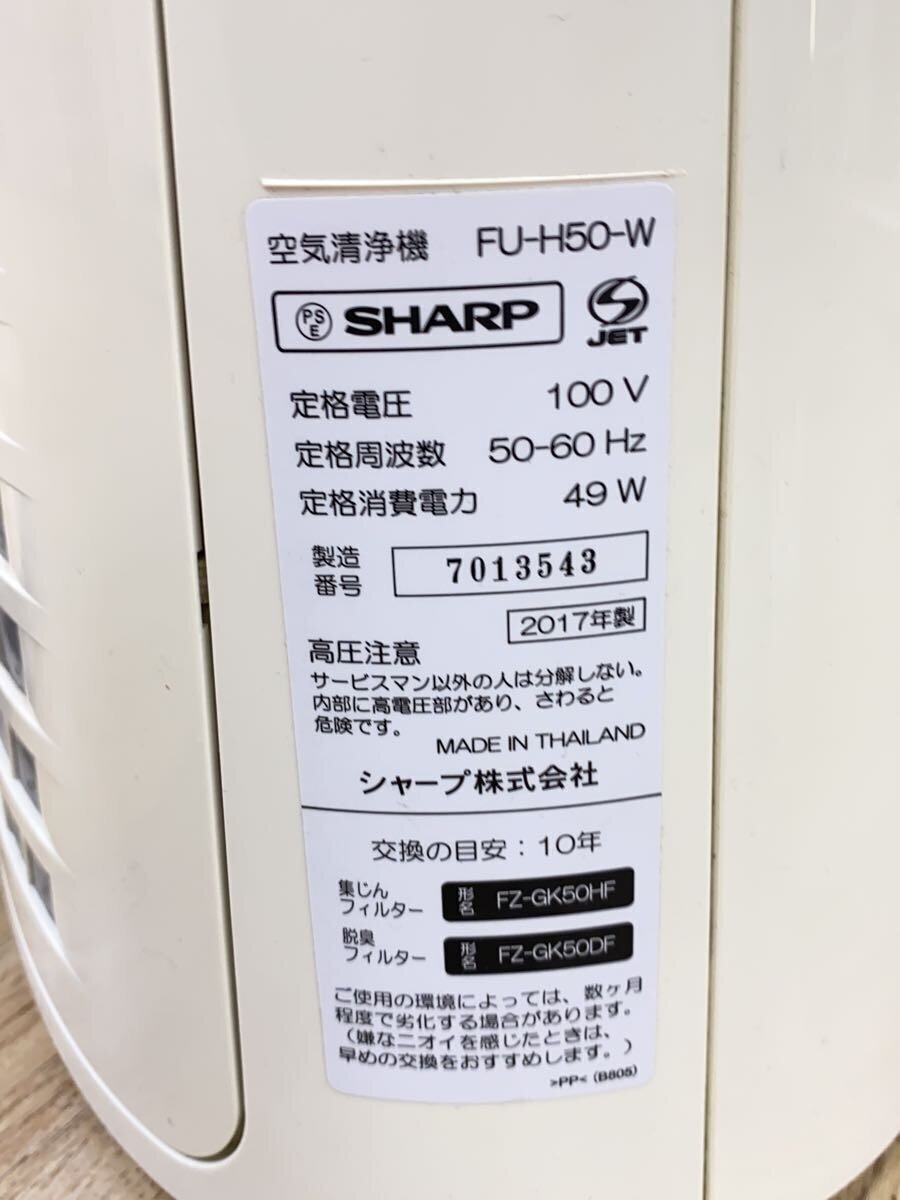 空気清浄機 FU-H50-W
PS E SHARP S JET
定格電圧 100 V
定格周波数 50-60 Hz
定格消費電力 49 W
製造番号 7013543
2017年製
高圧注意
サービスマン以外の人は分解しない。
内部に高電圧部があり、さわると
危険です。
MADE IN THAILAND
シャープ株式会社
交換の目安：10年
集じん
フィルター 形名 FZ-GK50HF
脱臭
フィルター 形名 FZ-GK50DF
ご使用の環境によっては、数ヶ月
程度で劣化する場合があります。
（嫌なニオイを感じたときは、
早めの交換をおすすめします。）
>PP< (B805)